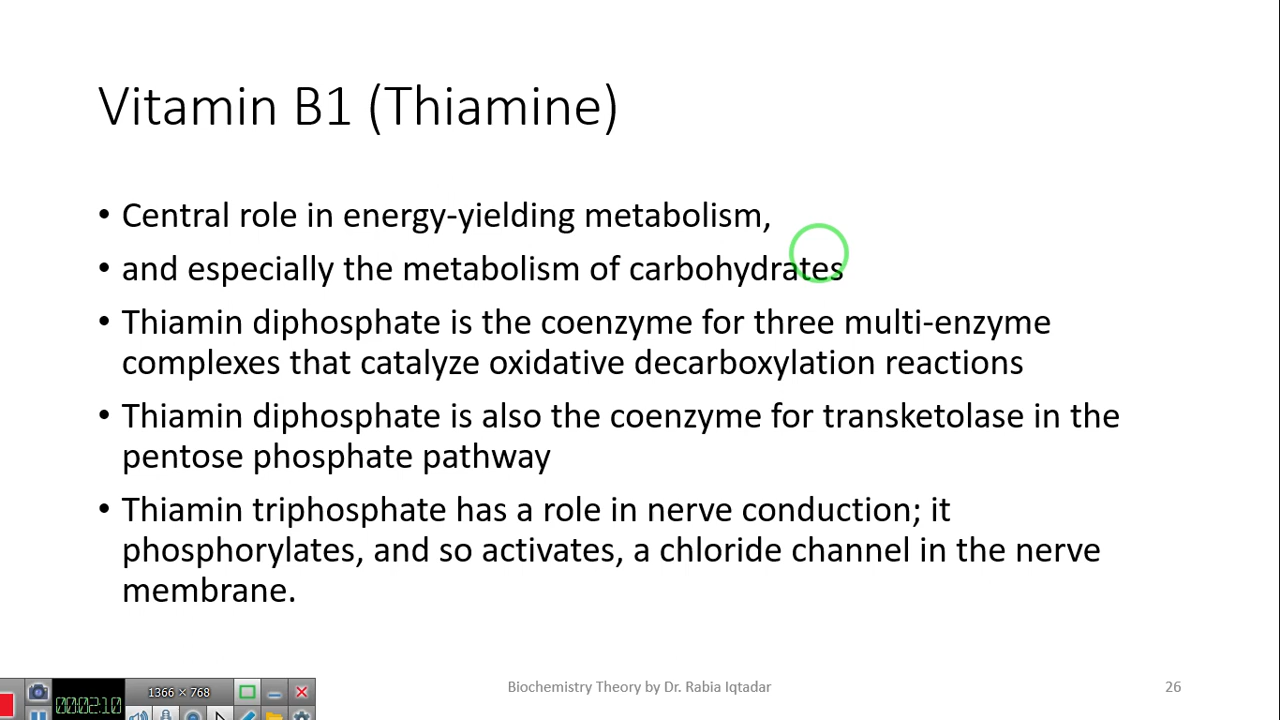 Vitamin B1 (Thiamine)
• Central role in energy-yielding metabolism,
• and especially the metabolism of carbohydrates
• Thiamin diphosphate is the coenzyme for three multi-enzyme
complexes that catalyze oxidative decarboxylation reactions
• Thiamin diphosphate is also the coenzyme for transketolase in the
pentose phosphate pathway
• Thiamin triphosphate has a role in nerve conduction; it
phosphorylates, and so activates, a chloride channel in the nerve
membrane.
00:02:10
1366 × 768
Biochemistry Theory by Dr. Rabia Iqtadar
26